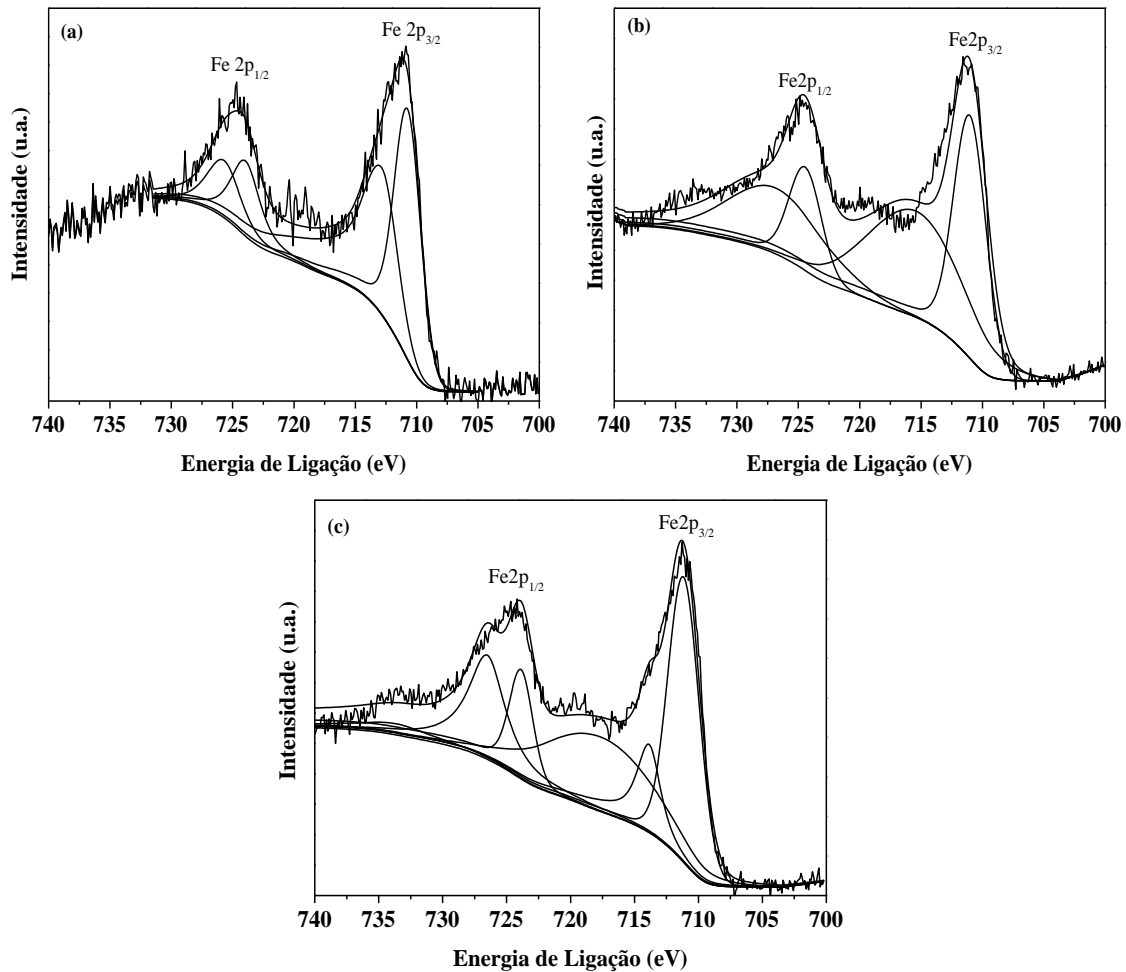 (a)
Fe 2p3/2
Fe 2p1/2
Intensidade (u.a.)
740 735 730 725 720 715 710 705 700
Energia de Ligação (eV)
(b)
Fe2p3/2
Fe2p1/2
Intensidade (u.a.)
740 735 730 725 720 715 710 705 700
Energia de Ligação (eV)
(c)
Fe2p3/2
Fe2p1/2
Intensidade (u.a.)
740 735 730 725 720 715 710 705 700
Energia de Ligação (eV)